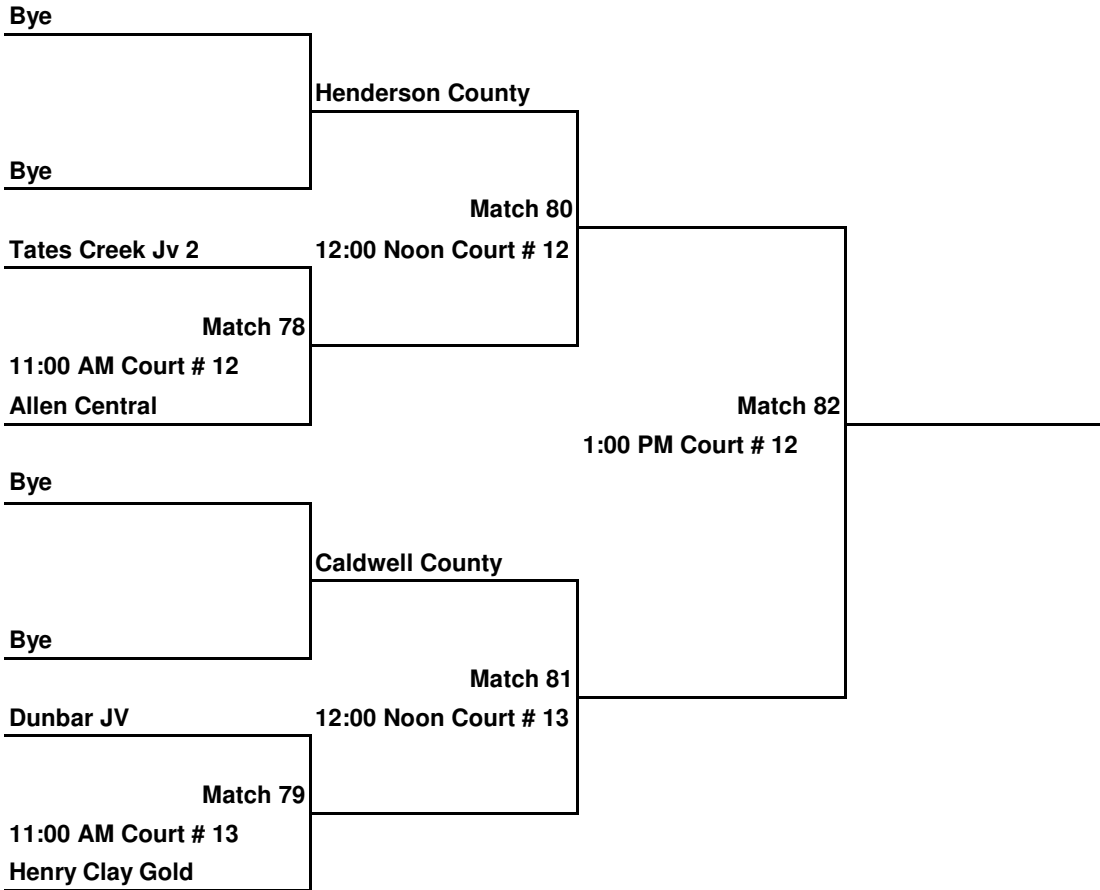 Bye
Henderson County
Bye
Match 80
Tates Creek Jv 2
12:00 Noon Court # 12
Match 78
11:00 AM Court # 12
Allen Central
Match 82
1:00 PM Court # 12
Bye
Caldwell County
Bye
Match 81
Dunbar JV
12:00 Noon Court # 13
Match 79
11:00 AM Court # 13
Henry Clay Gold